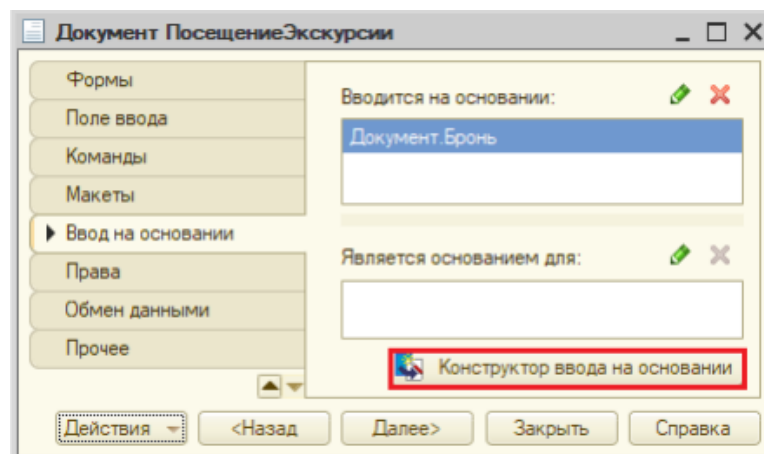 Документ ПосещениеЭкскурсии
Формы
Поле ввода
Команды
Макеты
Ввод на основании
Права
Обмен данными
Прочее
Вводится на основании:
Документ.Бронь
Является основанием для:
Конструктор ввода на основании
Действия
<Назад
Далее>
Закрыть
Справка